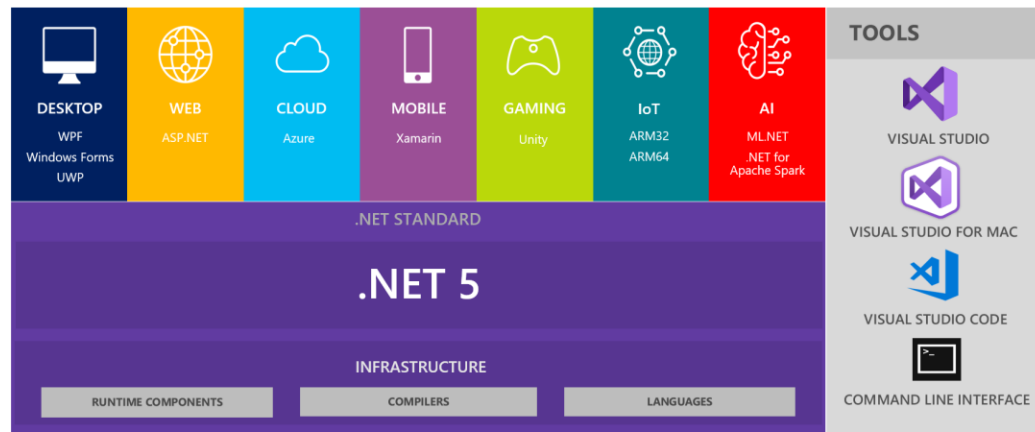 DESKTOP
WPF
Windows Forms
UWP
WEB
ASP.NET
CLOUD
Azure
MOBILE
Xamarin
GAMING
Unity
IoT
ARM32
ARM64
AI
ML.NET
.NET for
Apache Spark
.NET STANDARD
.NET 5
INFRASTRUCTURE
RUNTIME COMPONENTS
COMPILERS
LANGUAGES
TOOLS
VISUAL STUDIO
VISUAL STUDIO FOR MAC
VISUAL STUDIO CODE
>_
COMMAND LINE INTERFACE